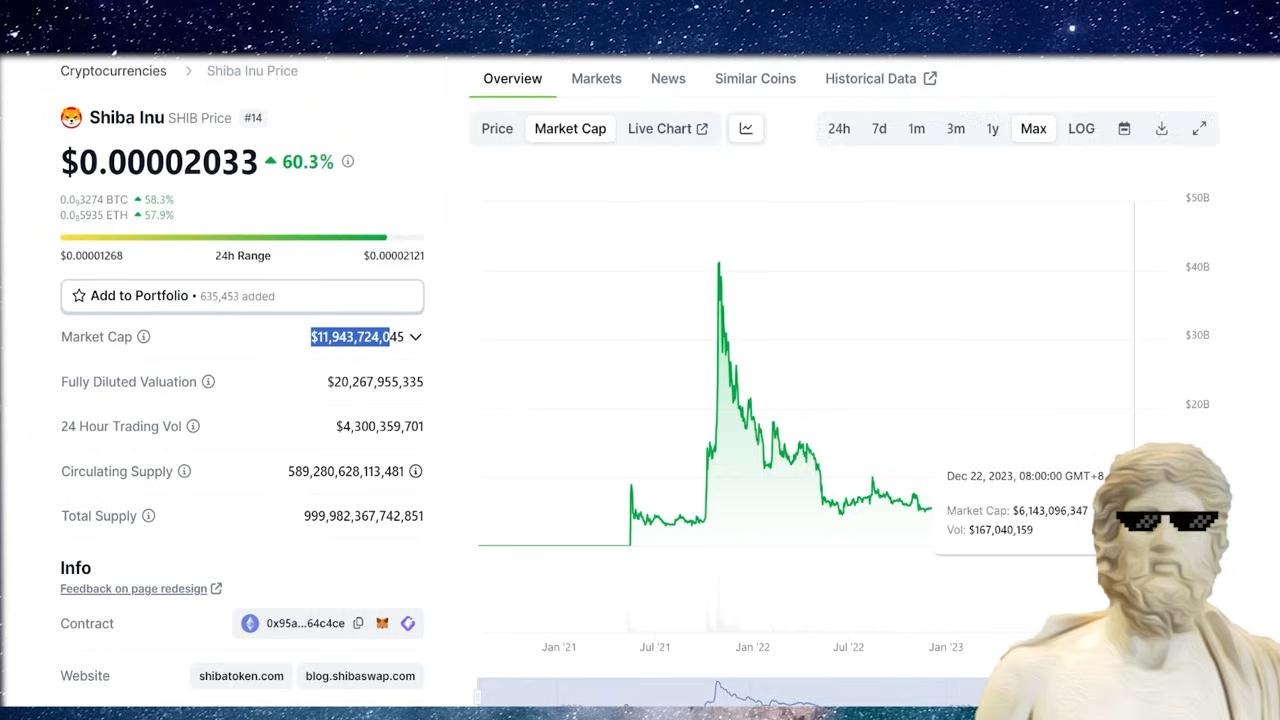 Cryptocurrencies > Shiba Inu Price
Shiba Inu SHIB Price #14
$0.00002033 60.3%
0.0₅3274 BTC 58.3%
0.0₈5935 ETH 57.9%
$0.00001268 24h Range $0.00002121
Add to Portfolio • 635,453 added
Market Cap $11,943,724,045
Fully Diluted Valuation $20,267,955,335
24 Hour Trading Vol $4,300,359,701
Circulating Supply 589,280,628,113,481
Total Supply 999,982,367,742,851
Info
Feedback on page redesign
Contract 0x95a...64c4ce
Website shibatoken.com blog.shibaswap.com
Overview Markets News Similar Coins Historical Data
Price Market Cap Live Chart 24h 7d 1m 3m 1y Max LOG
$50B
$40B
$30B
$20B
Dec 22, 2023, 08:00:00 GMT+8
Market Cap: $6,143,096,347
Vol: $167,040,159
Jan '21 Jul '21 Jan '22 Jul '22 Jan '23